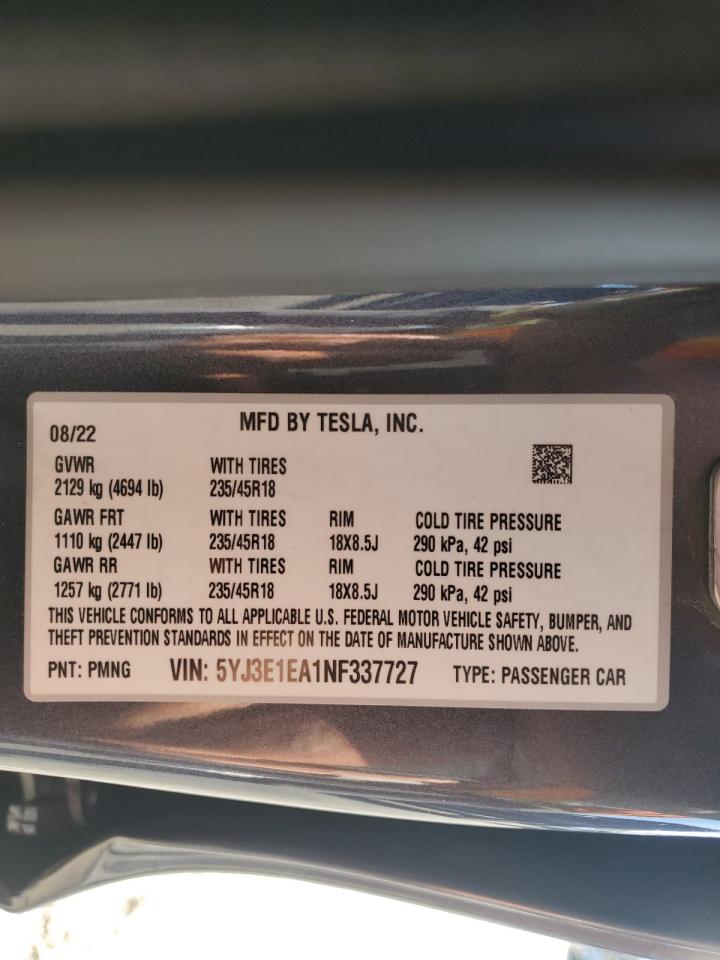 MFD BY TESLA, INC.
08/22
GVWR WITH TIRES
2129 kg (4694 lb) 235/45R18
GAWR FRT WITH TIRES RIM COLD TIRE PRESSURE
1110 kg (2447 lb) 235/45R18 18X8.5J 290 kPa, 42 psi
GAWR RR WITH TIRES RIM COLD TIRE PRESSURE
1257 kg (2771 lb) 235/45R18 18X8.5J 290 kPa, 42 psi
THIS VEHICLE CONFORMS TO ALL APPLICABLE U.S. FEDERAL MOTOR VEHICLE SAFETY, BUMPER, AND
THEFT PREVENTION STANDARDS IN EFFECT ON THE DATE OF MANUFACTURE SHOWN ABOVE.
PNT: PMNG VIN: 5YJ3E1EA1NF337727 TYPE: PASSENGER CAR